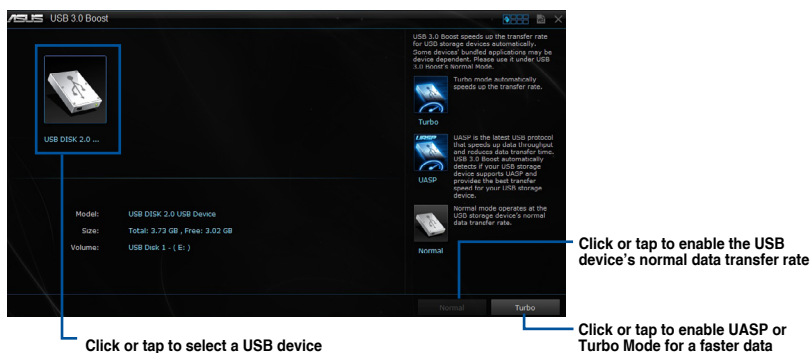 ASUS USB 3.0 Boost
USB DISK 2.0 ...
Model: USB DISK 2.0 USB Device
Size: Total: 3.73 GB , Free: 3.02 GB
Volume: USB Disk 1 - ( E: )
USB 3.0 Boost speeds up the transfer rate
for USB storage devices automatically.
Some devices' bundled applications may be
device dependent. Please use it under USB
3.0 Boost's Normal Mode.
Turbo mode automatically
speeds up the transfer rate.
Turbo
UASP
UASP is the latest USB protocol
that speeds up data throughput
and reduces data transfer time.
USB 3.0 Boost automatically
detects if your USB storage
device supports UASP and
provides the best transfer
speed for your USB storage
device.
UASP
Normal mode operates at the
USB storage device's normal
data transfer rate.
Normal
Normal
Turbo
Click or tap to enable the USB
device's normal data transfer rate
Click or tap to select a USB device
Click or tap to enable UASP or
Turbo Mode for a faster data